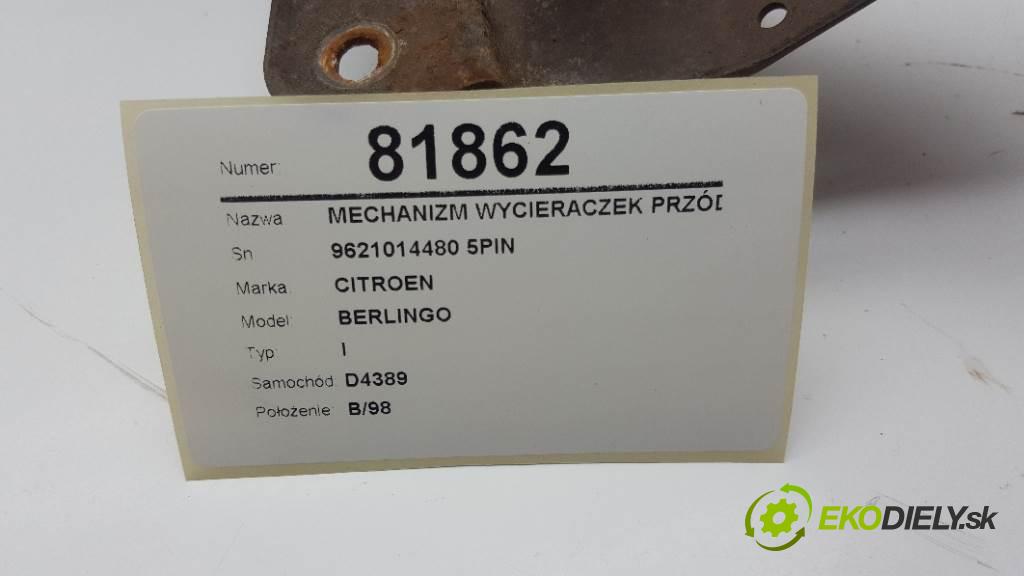 Numer: 81862
Nazwa MECHANIZM WYCIERACZEK PRZÓD
Sn 9621014480 5PIN
Marka: CITROEN
Model: BERLINGO
Typ: I
Samochód: D4389
Położenie: B/98
EKODIELY.sk